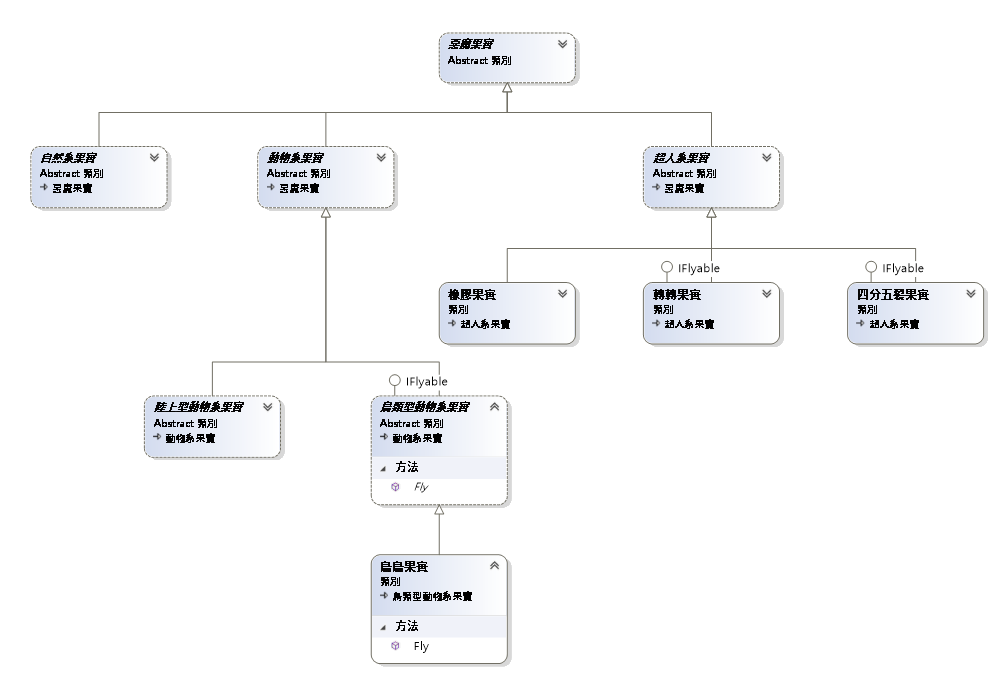 惡魔果實
Abstract 類別
自然系果實
Abstract 類別
惡魔果實
動物系果實
Abstract 類別
惡魔果實
超人系果實
Abstract 類別
惡魔果實
IFlyable
IFlyable
橡膠果實
類別
超人系果實
轉轉果實
類別
超人系果實
四分五裂果實
類別
超人系果實
IFlyable
陸上型動物系果實
Abstract 類別
動物系果實
鳥類型動物系果實
Abstract 類別
動物系果實
方法
Fly
鳥鳥果實
類別
鳥類型動物系果實
方法
Fly